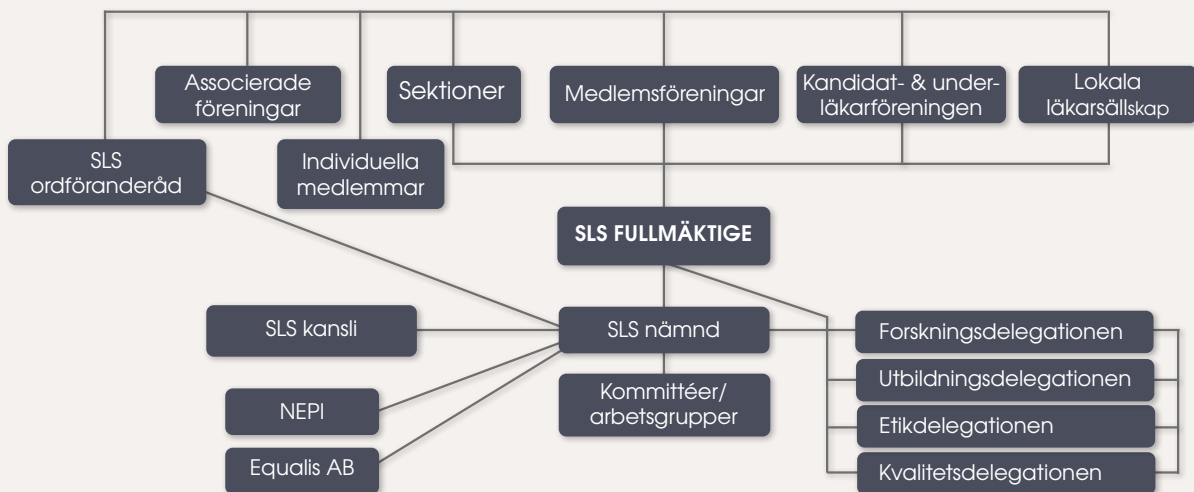 Associerade
föreningar
Sektioner
Medlemsföreningar
Kandidat- & under-
läkarföreningen
Lokala
läkarsällskap
SLS
ordföranderåd
Individuella
medlemmar
SLS FULLMÄKTIGE
SLS kansli
SLS nämnd
Forskningsdelegationen
Utbildningsdelegationen
Kommittéer/
arbetsgrupper
NEPI
Etikdelegationen
Equalis AB
Kvalitetsdelegationen